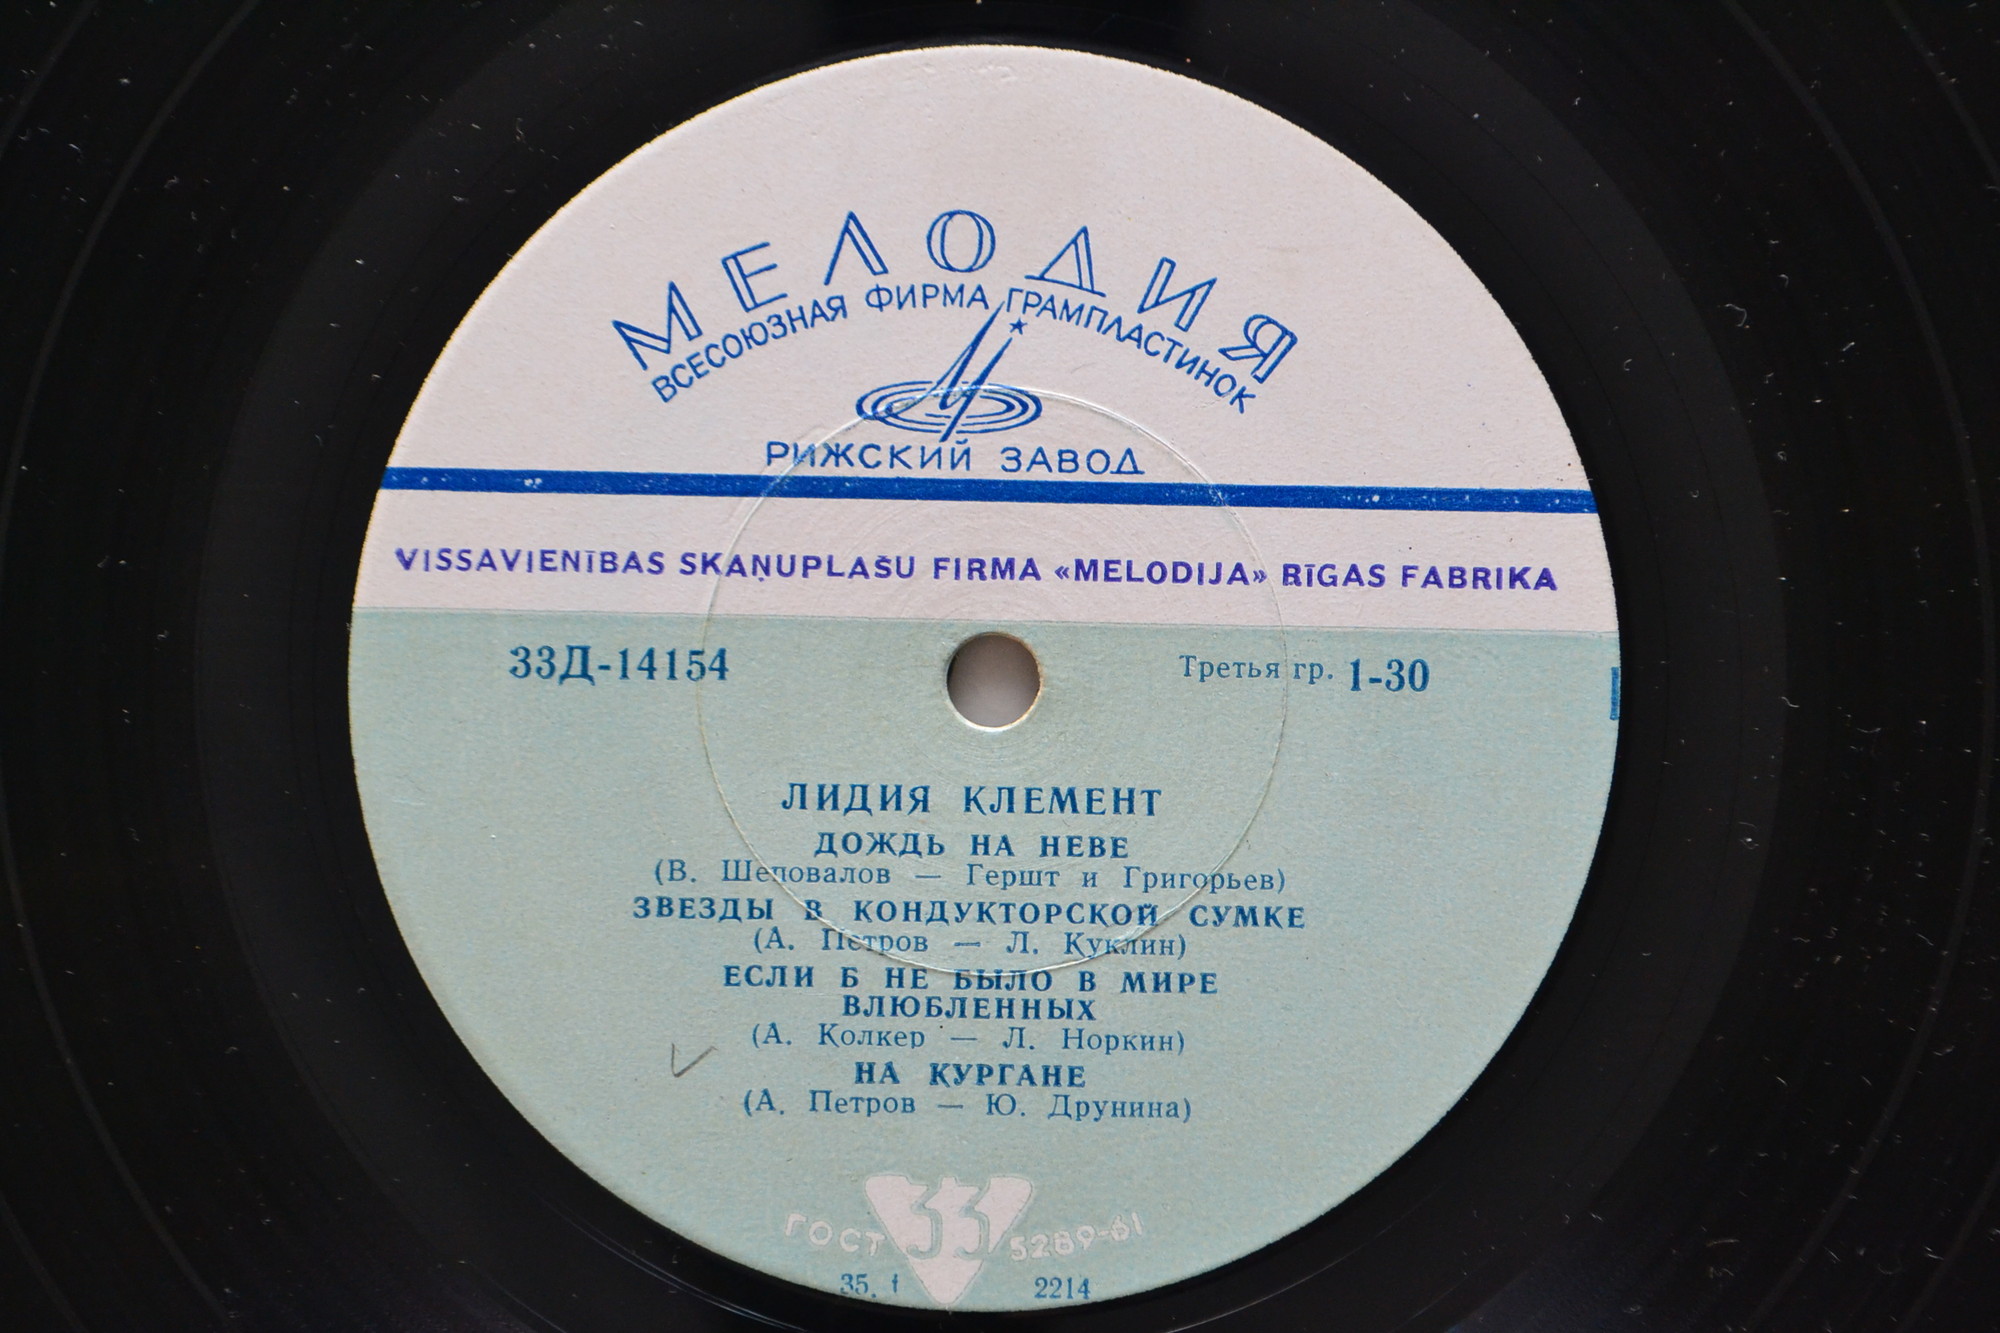 МЕЛОДИЯ
ВСЕСОЮЗНАЯ ФИРМА ГРАМПЛАСТИНОК
РИЖСКИЙ ЗАВОД
VISSAVIENĪBAS SKAŅUPLAŠU FIRMA «MELODIJA» RĪGAS FABRIKA
33Д-14154 Третья гр. 1-30
ЛИДИЯ КЛЕМЕНТ
ДОЖДЬ НА НЕВЕ
(В. Шеповалов — Гершт и Григорьев)
ЗВЕЗДЫ В КОНДУКТОРСКОЙ СУМКЕ
(А. Петров — Л. Куклин)
ЕСЛИ Б НЕ БЫЛО В МИРЕ
ВЛЮБЛЕННЫХ
(А. Колкер — Л. Норкин)
НА КУРГАНЕ
(А. Петров — Ю. Друнина)
ГОСТ 33 5289-61
35. 2214